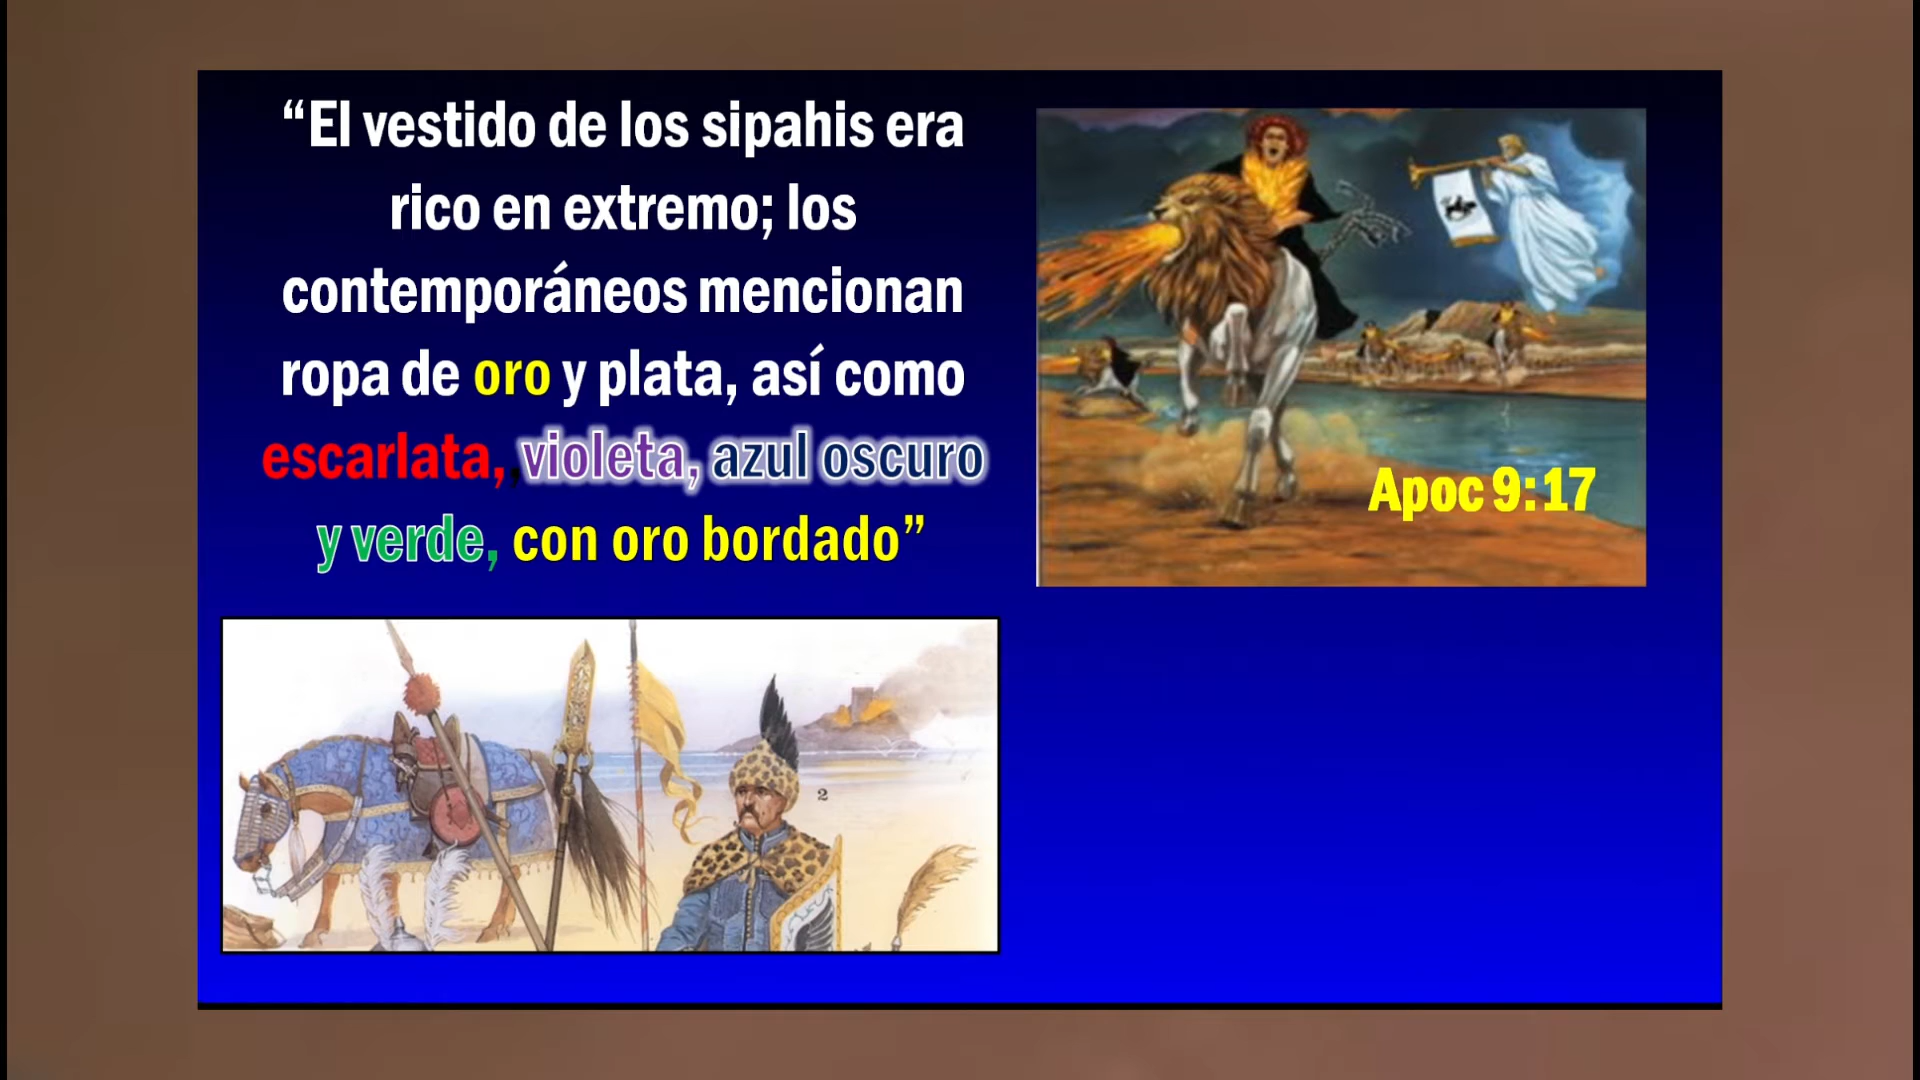 “El vestido de los sipahis era
rico en extremo; los
contemporáneos mencionan
ropa de oro y plata, así como
escarlata, violeta, azul oscuro
y verde, con oro bordado”
Apoc 9:17
2